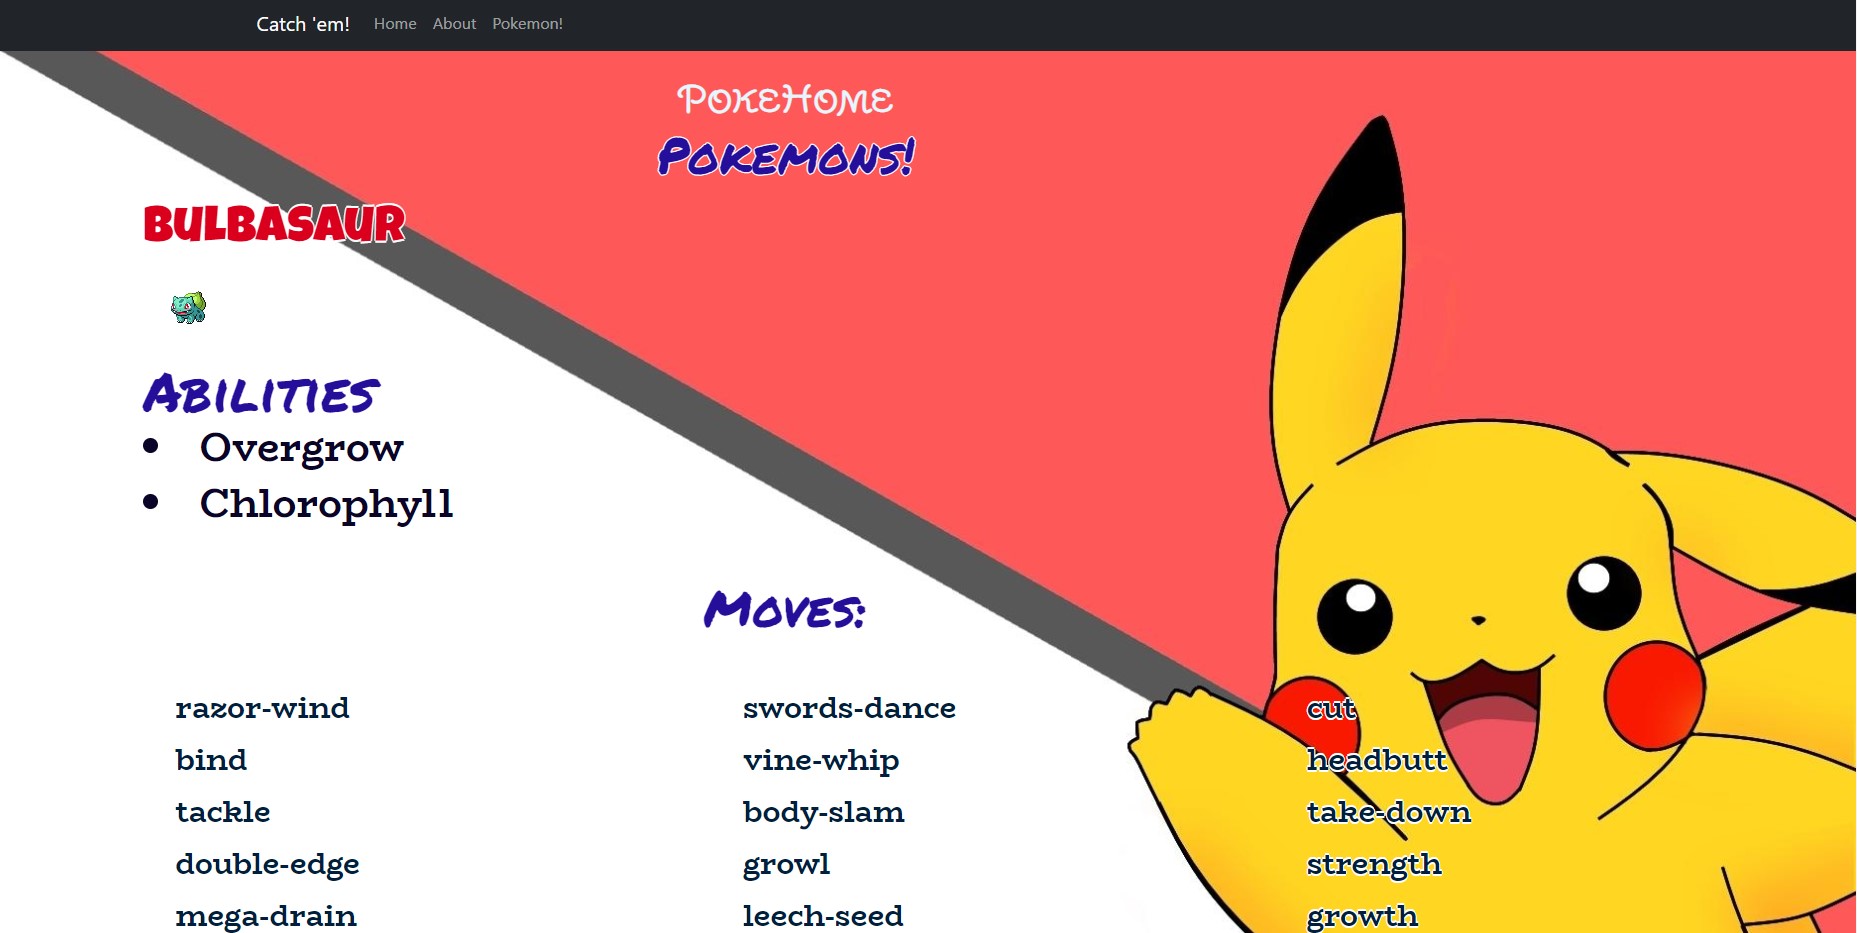 Catch 'em! Home About Pokemon!
PokeHome
Pokemons!
BULBASAUR
Abilities
• Overgrow
• Chlorophyll
Moves:
razor-wind swords-dance cut
bind vine-whip headbutt
tackle body-slam take-down
double-edge growl strength
mega-drain leech-seed growth